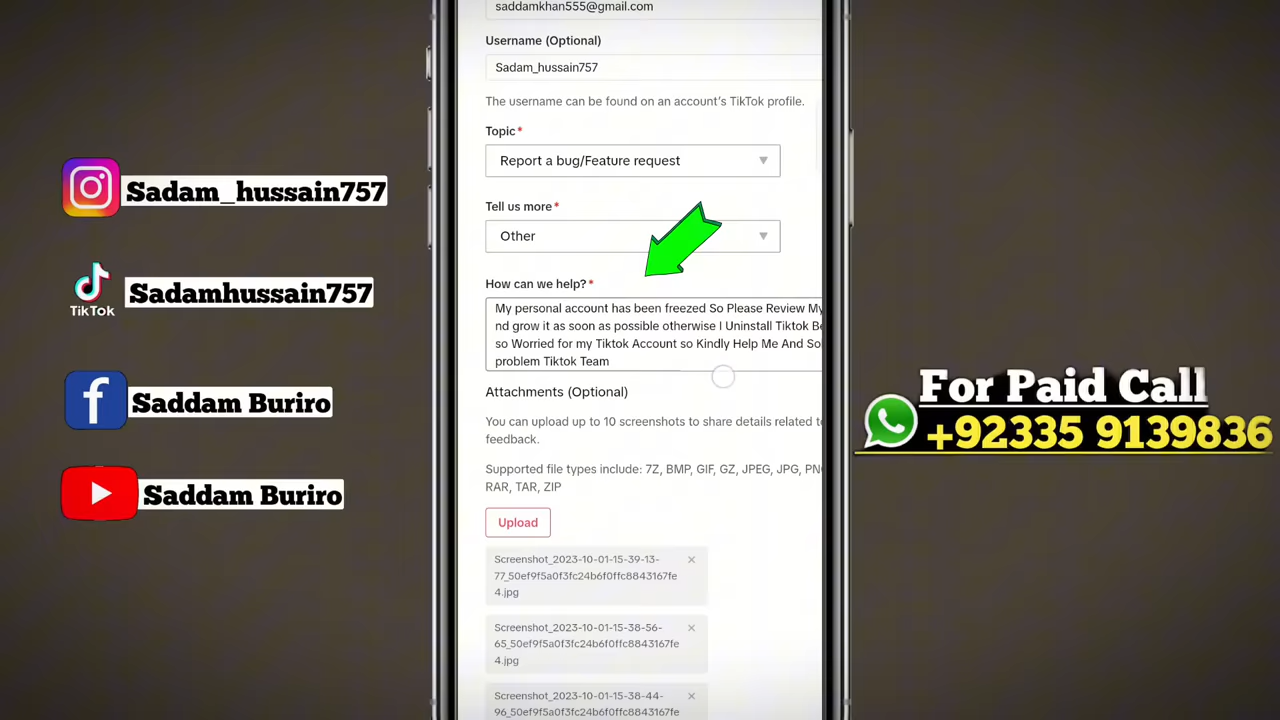 saddamkhan555@gmail.com
Username (Optional)
Sadam_hussain757
The username can be found on an account's TikTok profile.
Topic*
Report a bug/Feature request
Tell us more*
Other
How can we help?*
My personal account has been freezed So Please Review My
nd grow it as soon as possible otherwise I Uninstall Tiktok Be
so Worried for my Tiktok Account so Kindly Help Me And So
problem Tiktok Team
Attachments (Optional)
You can upload up to 10 screenshots to share details related to
feedback.
Supported file types include: 7Z, BMP, GIF, GZ, JPEG, JPG, PNG
RAR, TAR, ZIP
Upload
Screenshot_2023-10-01-15-39-13-
77_50ef9f5a0f3fc24b6f0ffc8843167fe
4.jpg
Screenshot_2023-10-01-15-38-56-
65_50ef9f5a0f3fc24b6f0ffc8843167fe
4.jpg
Screenshot_2023-10-01-15-38-44-
96_50ef9f5a0f3fc24b6f0ffc8843167fe
Sadam_hussain757
TikTok
Sadamhussain757
Saddam Buriro
Saddam Buriro
For Paid Call
+92335 9139836